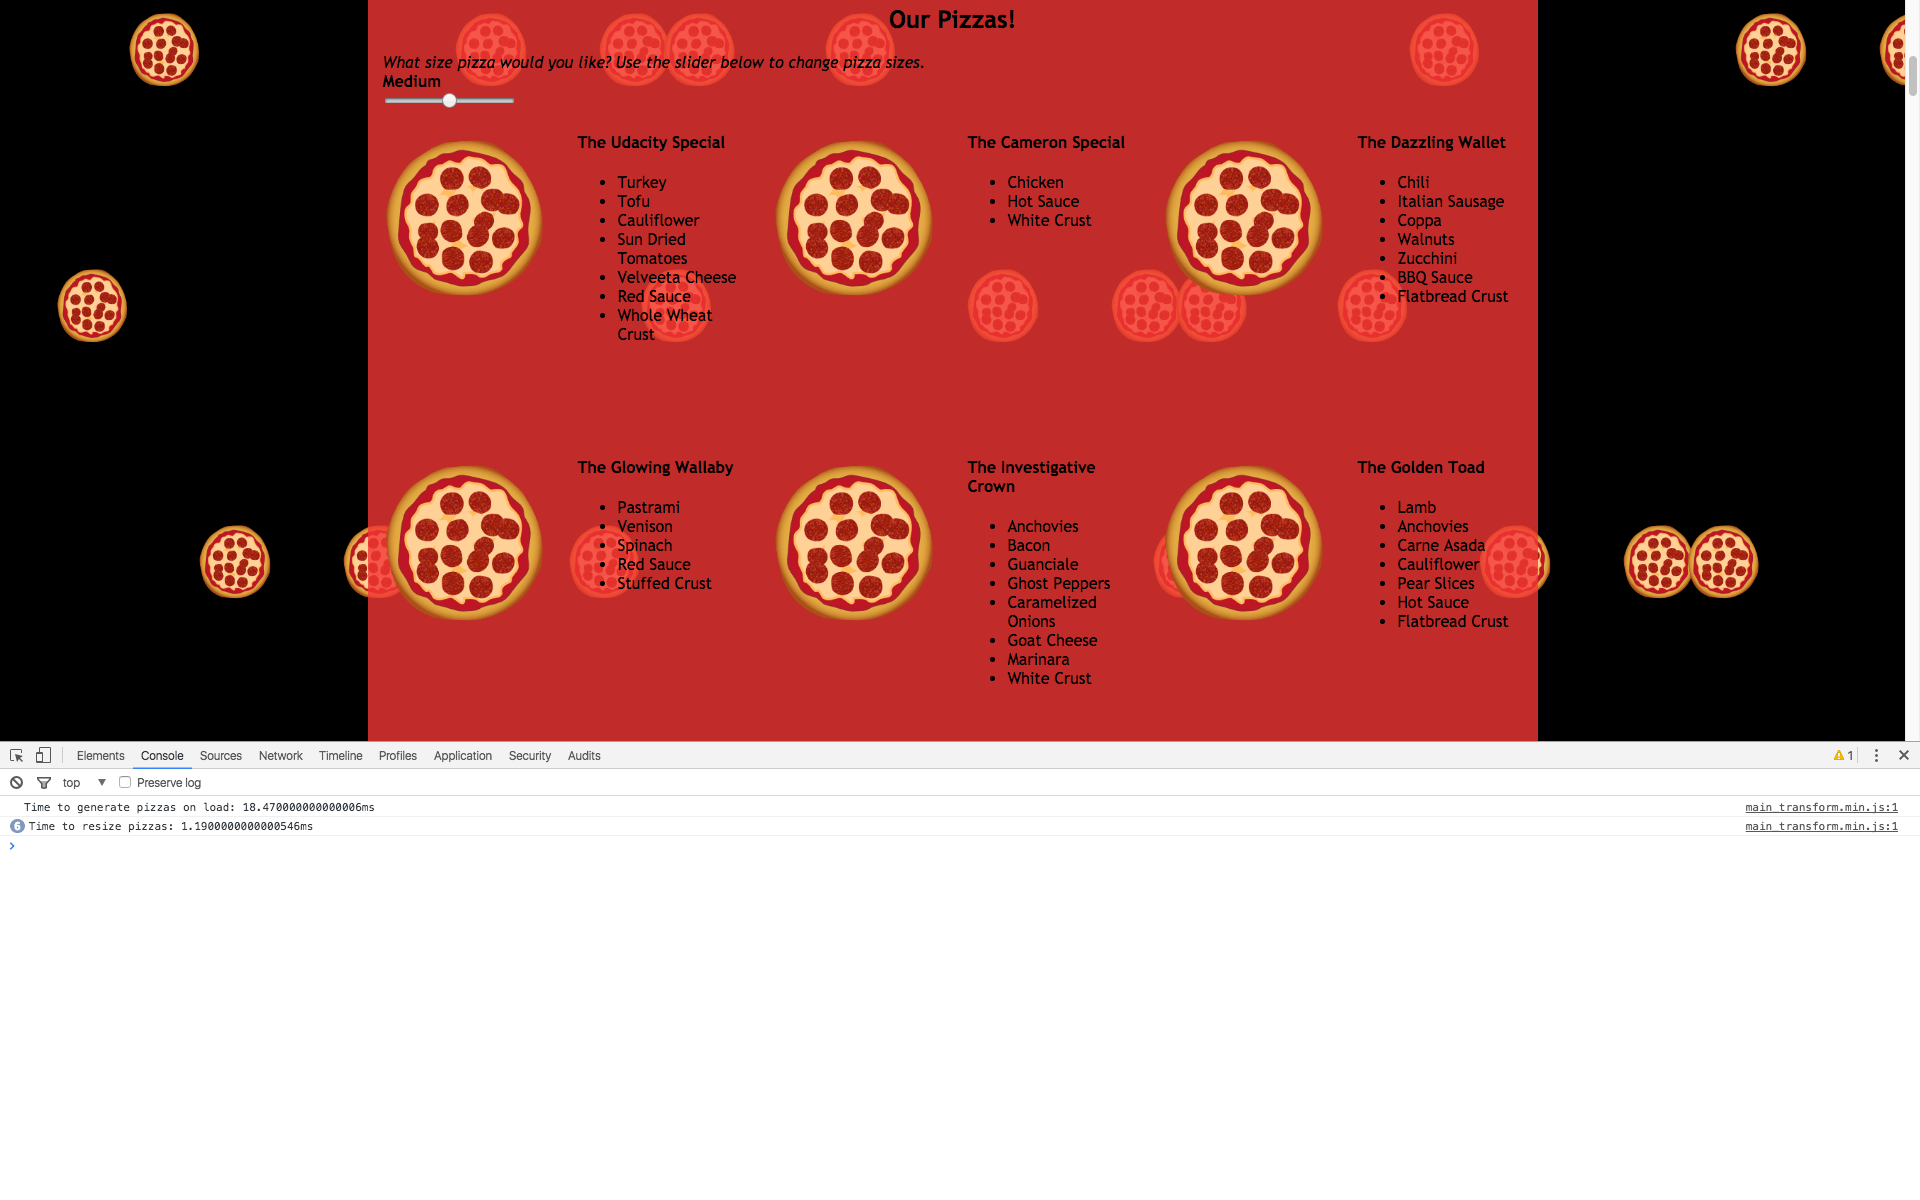 Our Pizzas!
What size pizza would you like? Use the slider below to change pizza sizes.
Medium
The Udacity Special
Turkey
Tofu
Cauliflower
Sun Dried
Tomatoes
Velveeta Cheese
Red Sauce
Whole Wheat
Crust
The Cameron Special
Chicken
Hot Sauce
White Crust
The Dazzling Wallet
Chili
Italian Sausage
Coppa
Walnuts
Zucchini
BBQ Sauce
Flatbread Crust
The Glowing Wallaby
Pastrami
Venison
Spinach
Red Sauce
Stuffed Crust
The Investigative
Crown
Anchovies
Bacon
Guanciale
Ghost Peppers
Caramelized
Onions
Goat Cheese
Marinara
White Crust
The Golden Toad
Lamb
Anchovies
Carne Asada
Cauliflower
Pear Slices
Hot Sauce
Flatbread Crust
Elements Console Sources Network Timeline Profiles Application Security Audits 1
top Preserve log
Time to generate pizzas on load: 18.470000000000006ms main_transform.min.js:1
6 Time to resize pizzas: 1.1900000000000546ms main_transform.min.js:1